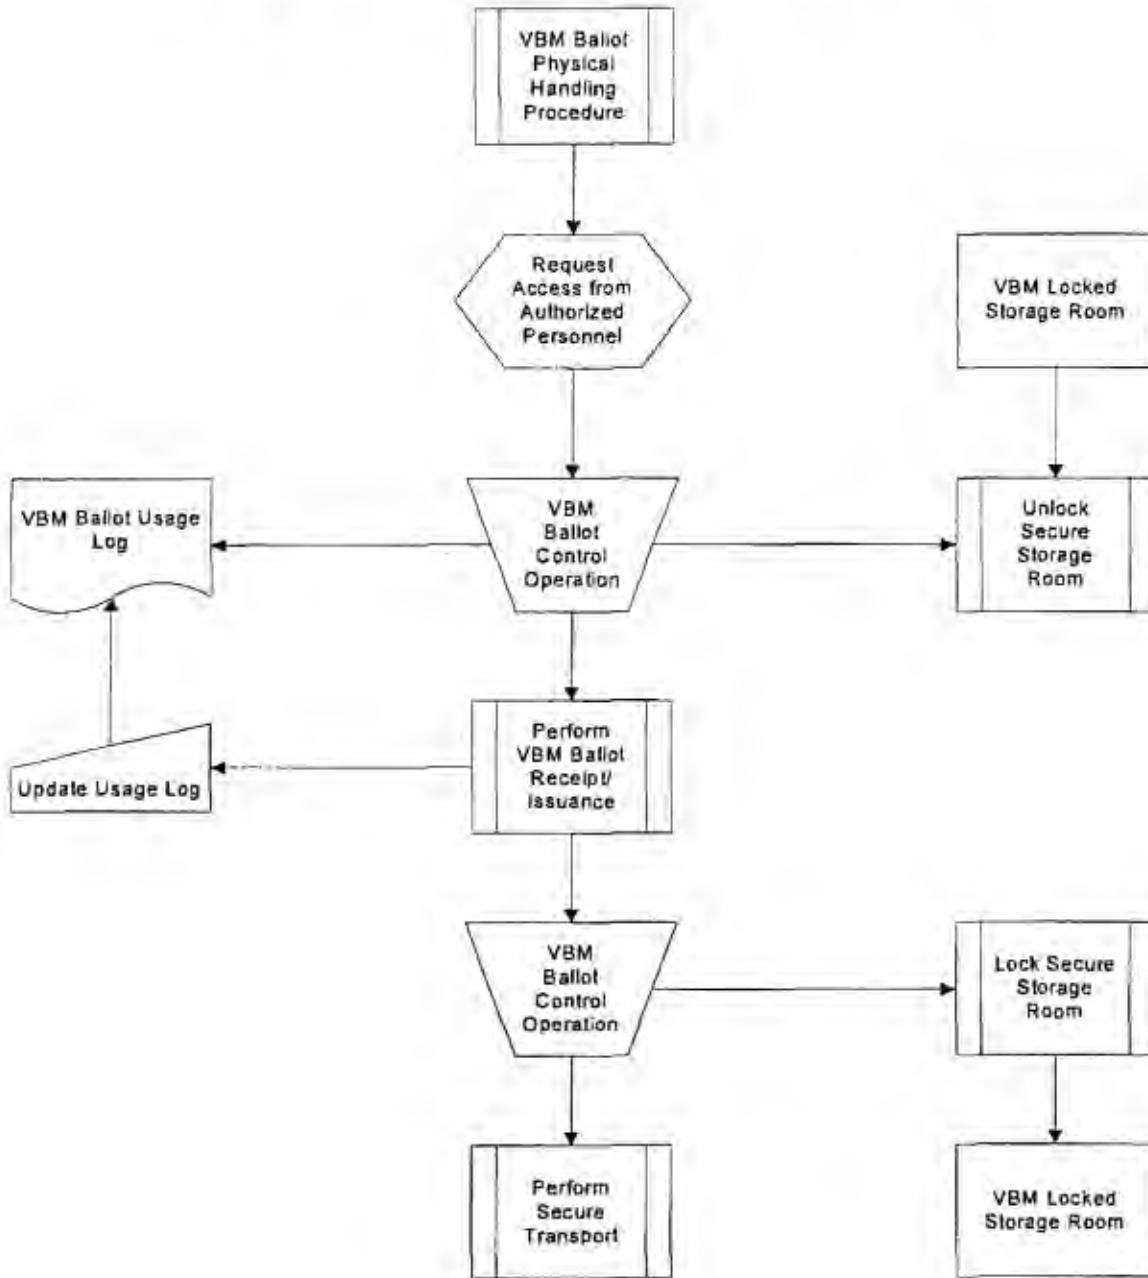 VBM Ballot
Physical
Handling
Procedure
Request
Access from
Authorized
Personnel
VBM Locked
Storage Room
VBM Ballot Usage
Log
VBM
Ballot
Control
Operation
Unlock
Secure
Storage
Room
Update Usage Log
Perform
VBM Ballot
Receipt/
Issuance
VBM
Ballot
Control
Operation
Lock Secure
Storage
Room
Perform
Secure
Transport
VBM Locked
Storage Room